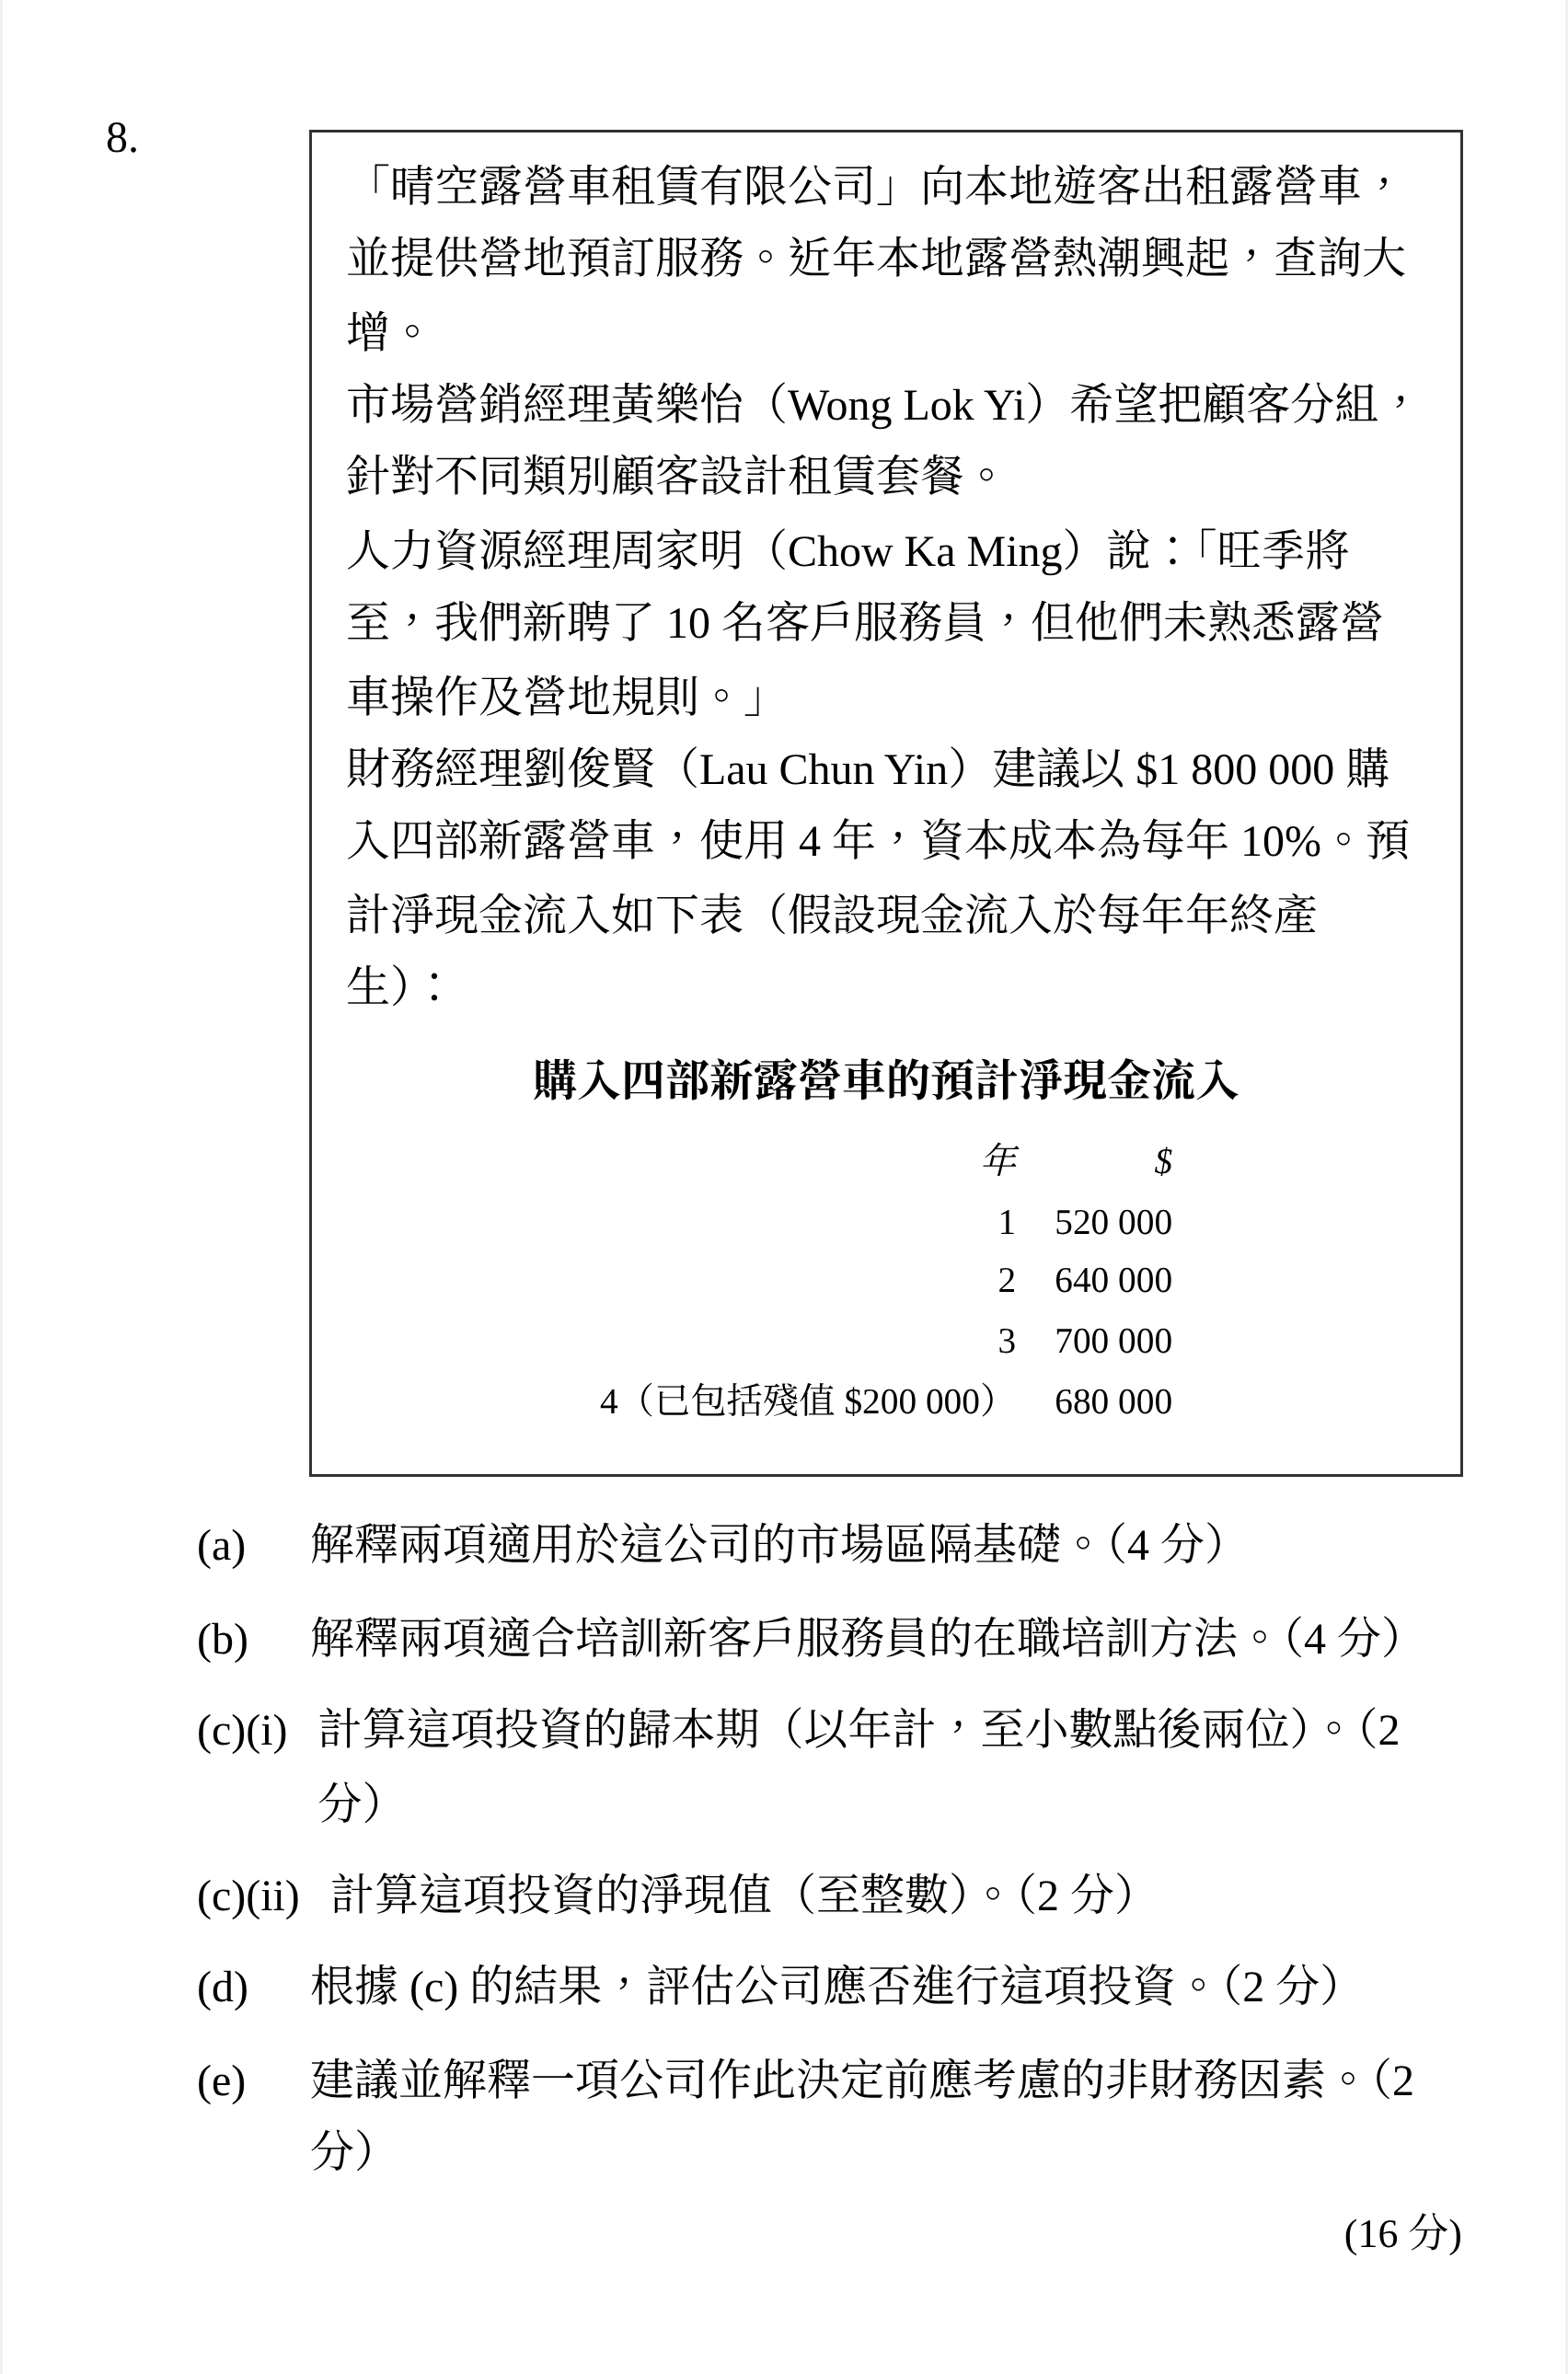 8.
「晴空露營車租賃有限公司」向本地遊客出租露營車，
並提供營地預訂服務。近年本地露營熱潮興起，查詢大
增。
市場營銷經理黃樂怡（Wong Lok Yi）希望把顧客分組，
針對不同類別顧客設計租賃套餐。
人力資源經理周家明（Chow Ka Ming）說：「旺季將
至，我們新聘了 10 名客戶服務員，但他們未熟悉露營
車操作及營地規則。」
財務經理劉俊賢（Lau Chun Yin）建議以 $1 800 000 購
入四部新露營車，使用 4 年，資本成本為每年 10%。預
計淨現金流入如下表（假設現金流入於每年年終產
生）：
購入四部新露營車的預計淨現金流入
年 $
1 520 000
2 640 000
3 700 000
4（已包括殘值 $200 000） 680 000
(a) 解釋兩項適用於這公司的市場區隔基礎。（4 分）
(b) 解釋兩項適合培訓新客戶服務員的在職培訓方法。（4 分）
(c)(i) 計算這項投資的歸本期（以年計，至小數點後兩位）。（2
分）
(c)(ii) 計算這項投資的淨現值（至整數）。（2 分）
(d) 根據 (c) 的結果，評估公司應否進行這項投資。（2 分）
(e) 建議並解釋一項公司作此決定前應考慮的非財務因素。（2
分）
(16 分)